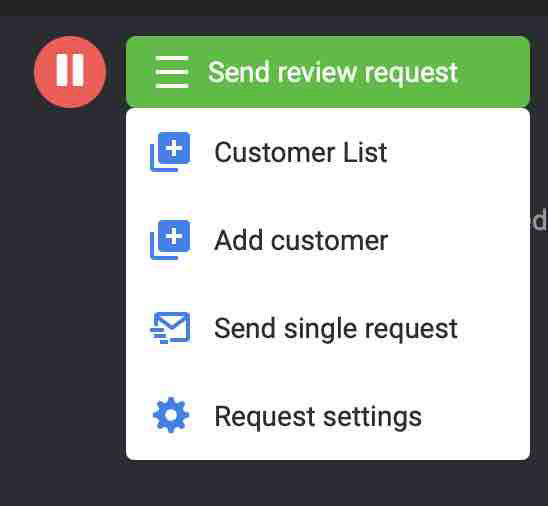 Send review request
Customer List
Add customer
Send single request
Request settings